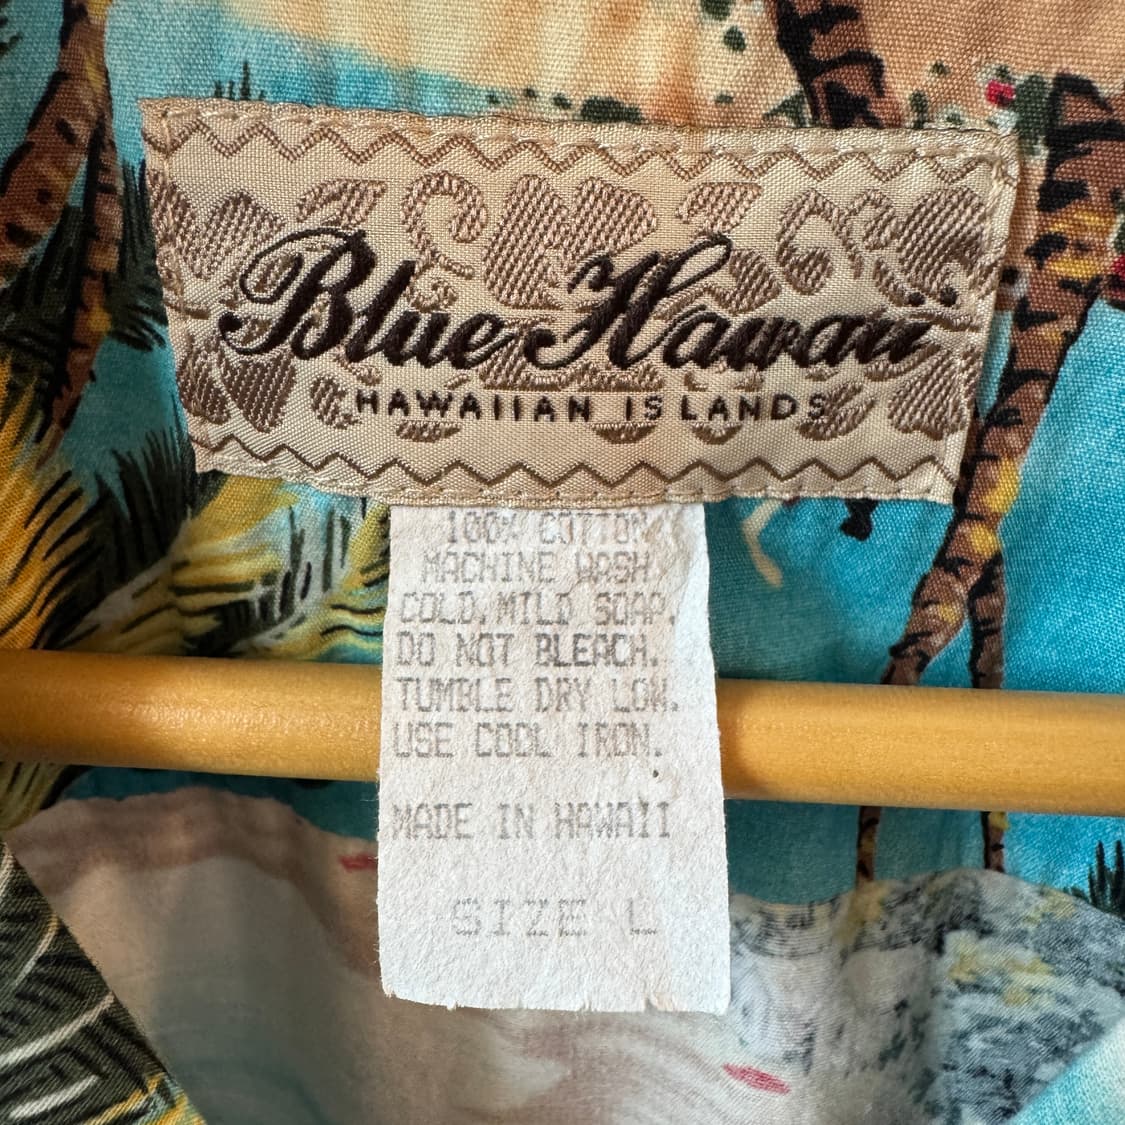 Blue Hawaii
HAWAIIAN ISLANDS
100% COTTON
MACHINE WASH
COLD, MILD SOAP.
DO NOT BLEACH.
TUMBLE DRY LOW.
USE COOL IRON.
MADE IN HAWAII
SIZE L